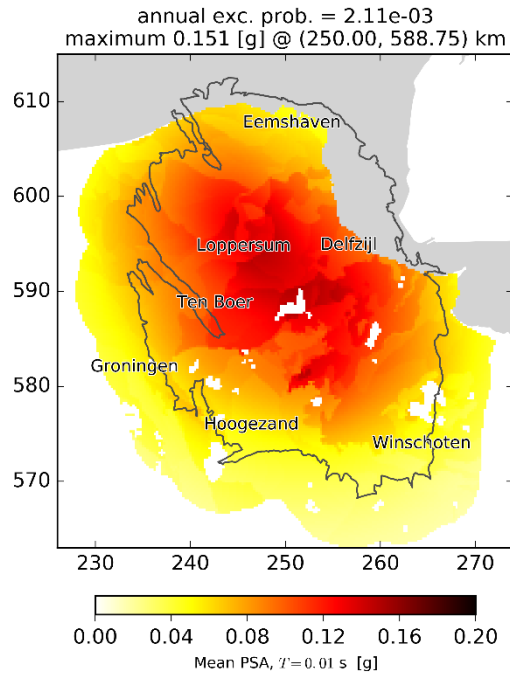 annual exc. prob. = 2.11e-03
maximum 0.151 [g] @ (250.00, 588.75) km
610
600
590
580
570
Eemshaven
Loppersum
Delfzijl
Ten Boer
Groningen
Hoogezand
Winschoten
230 240 250 260 270
0.00 0.04 0.08 0.12 0.16 0.20
Mean PSA, T=0.01 s [g]